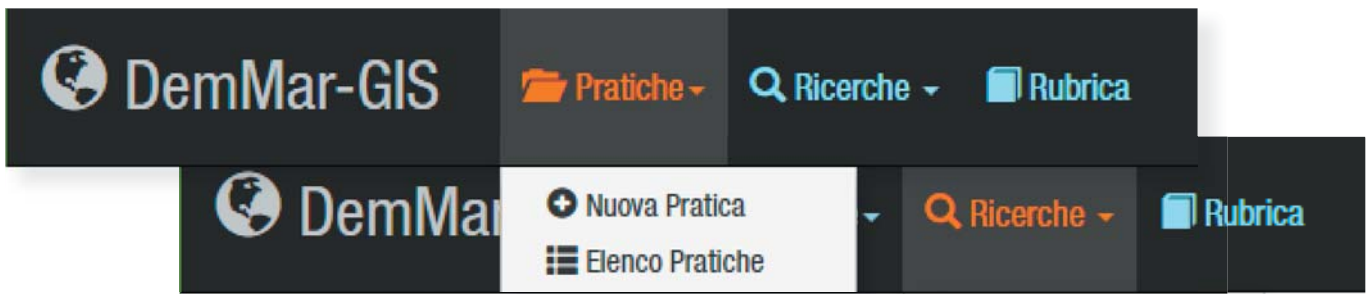 DemMar-GIS Pratiche Ricerche Rubrica
Nuova Pratica
Elenco Pratiche
DemMar Ricerche Rubrica